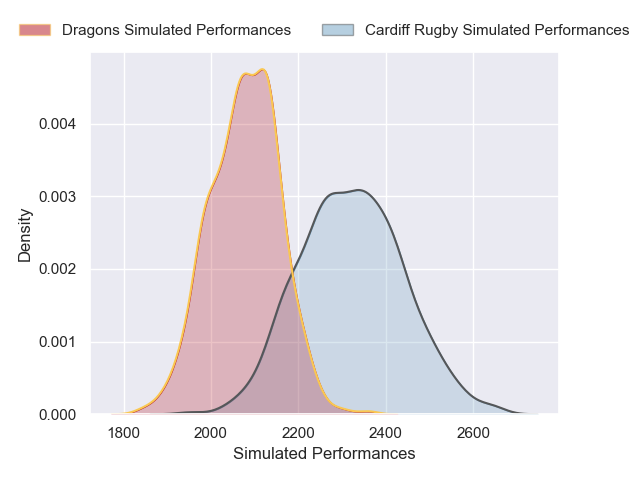 Dragons Simulated Performances
Cardiff Rugby Simulated Performances
0.004
0.003
0.002
0.001
0.000
Density
1800
2000
2200
2400
2600
Simulated Performances